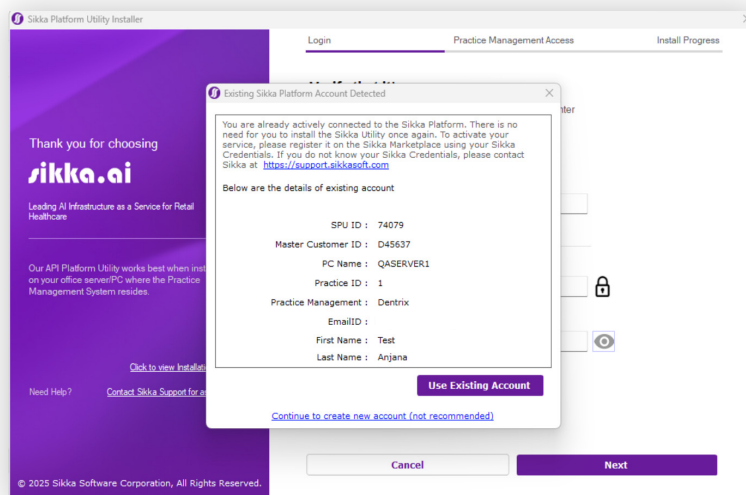 Sikka Platform Utility Installer
Login
Practice Management Access
Install Progress
Thank you for choosing
sikka.ai
Leading AI Infrastructure as a Service for Retail
Healthcare
Our API Platform Utility works best when inst
on your office server/PC where the Practice
Management System resides.
Click to view Installati
Need Help?
Contact Sikka Support for as
© 2025 Sikka Software Corporation, All Rights Reserved.
Existing Sikka Platform Account Detected
You are already actively connected to the Sikka Platform. There is no
need for you to install the Sikka Utility once again. To activate your
service, please register it on the Sikka Marketplace using your Sikka
Credentials. If you do not know your Sikka Credentials, please contact
Sikka at https://support.sikkasoft.com
Below are the details of existing account
SPU ID : 74079
Master Customer ID : D45637
PC Name : QASERVER1
Practice ID : 1
Practice Management : Dentrix
EmailID :
First Name : Test
Last Name : Anjana
Use Existing Account
Continue to create new account (not recommended)
nter
Cancel
Next